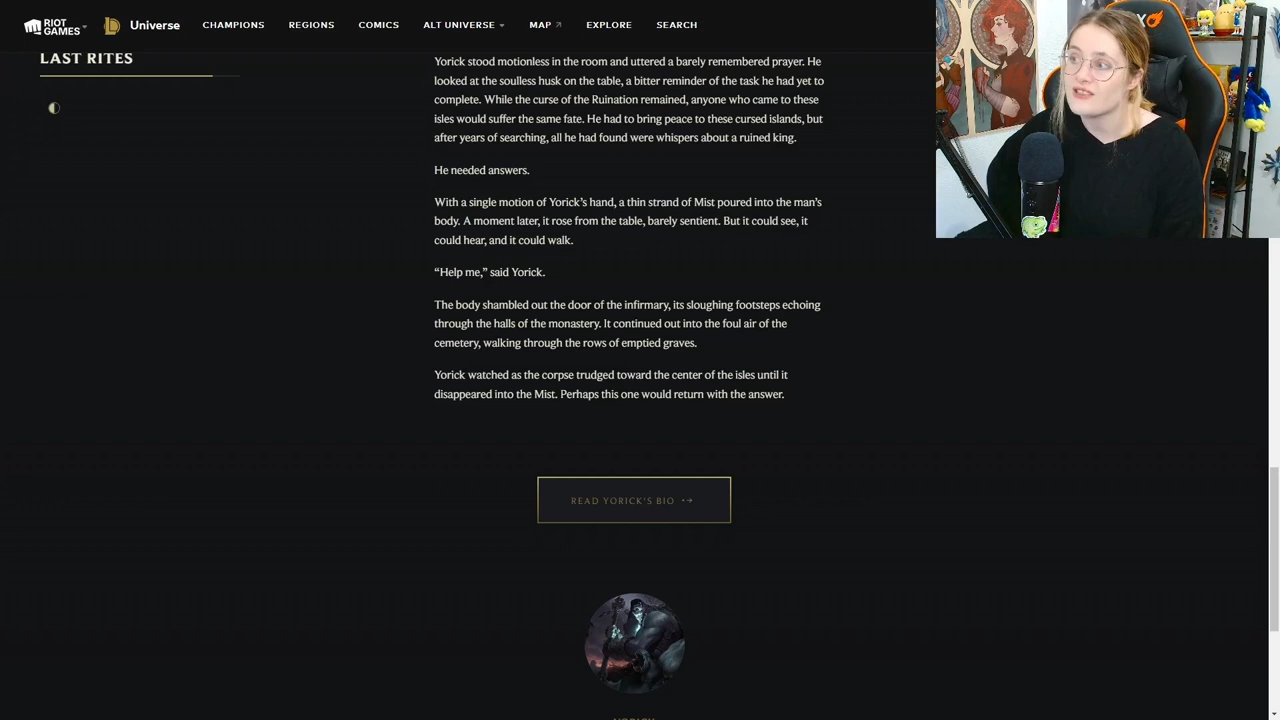 RIOT GAMES
Universe
CHAMPIONS
REGIONS
COMICS
ALT UNIVERSE
MAP
EXPLORE
SEARCH
LAST RITES
Yorick stood motionless in the room and uttered a barely remembered prayer. He
looked at the soulless husk on the table, a bitter reminder of the task he had yet to
complete. While the curse of the Ruination remained, anyone who came to these
isles would suffer the same fate. He had to bring peace to these cursed islands, but
after years of searching, all he had found were whispers about a ruined king.
He needed answers.
With a single motion of Yorick’s hand, a thin strand of Mist poured into the man’s
body. A moment later, it rose from the table, barely sentient. But it could see, it
could hear, and it could walk.
“Help me,” said Yorick.
The body shambled out the door of the infirmary, its sloughing footsteps echoing
through the halls of the monastery. It continued out into the foul air of the
cemetery, walking through the rows of emptied graves.
Yorick watched as the corpse trudged toward the center of the isles until it
disappeared into the Mist. Perhaps this one would return with the answer.
READ YORICK'S BIO